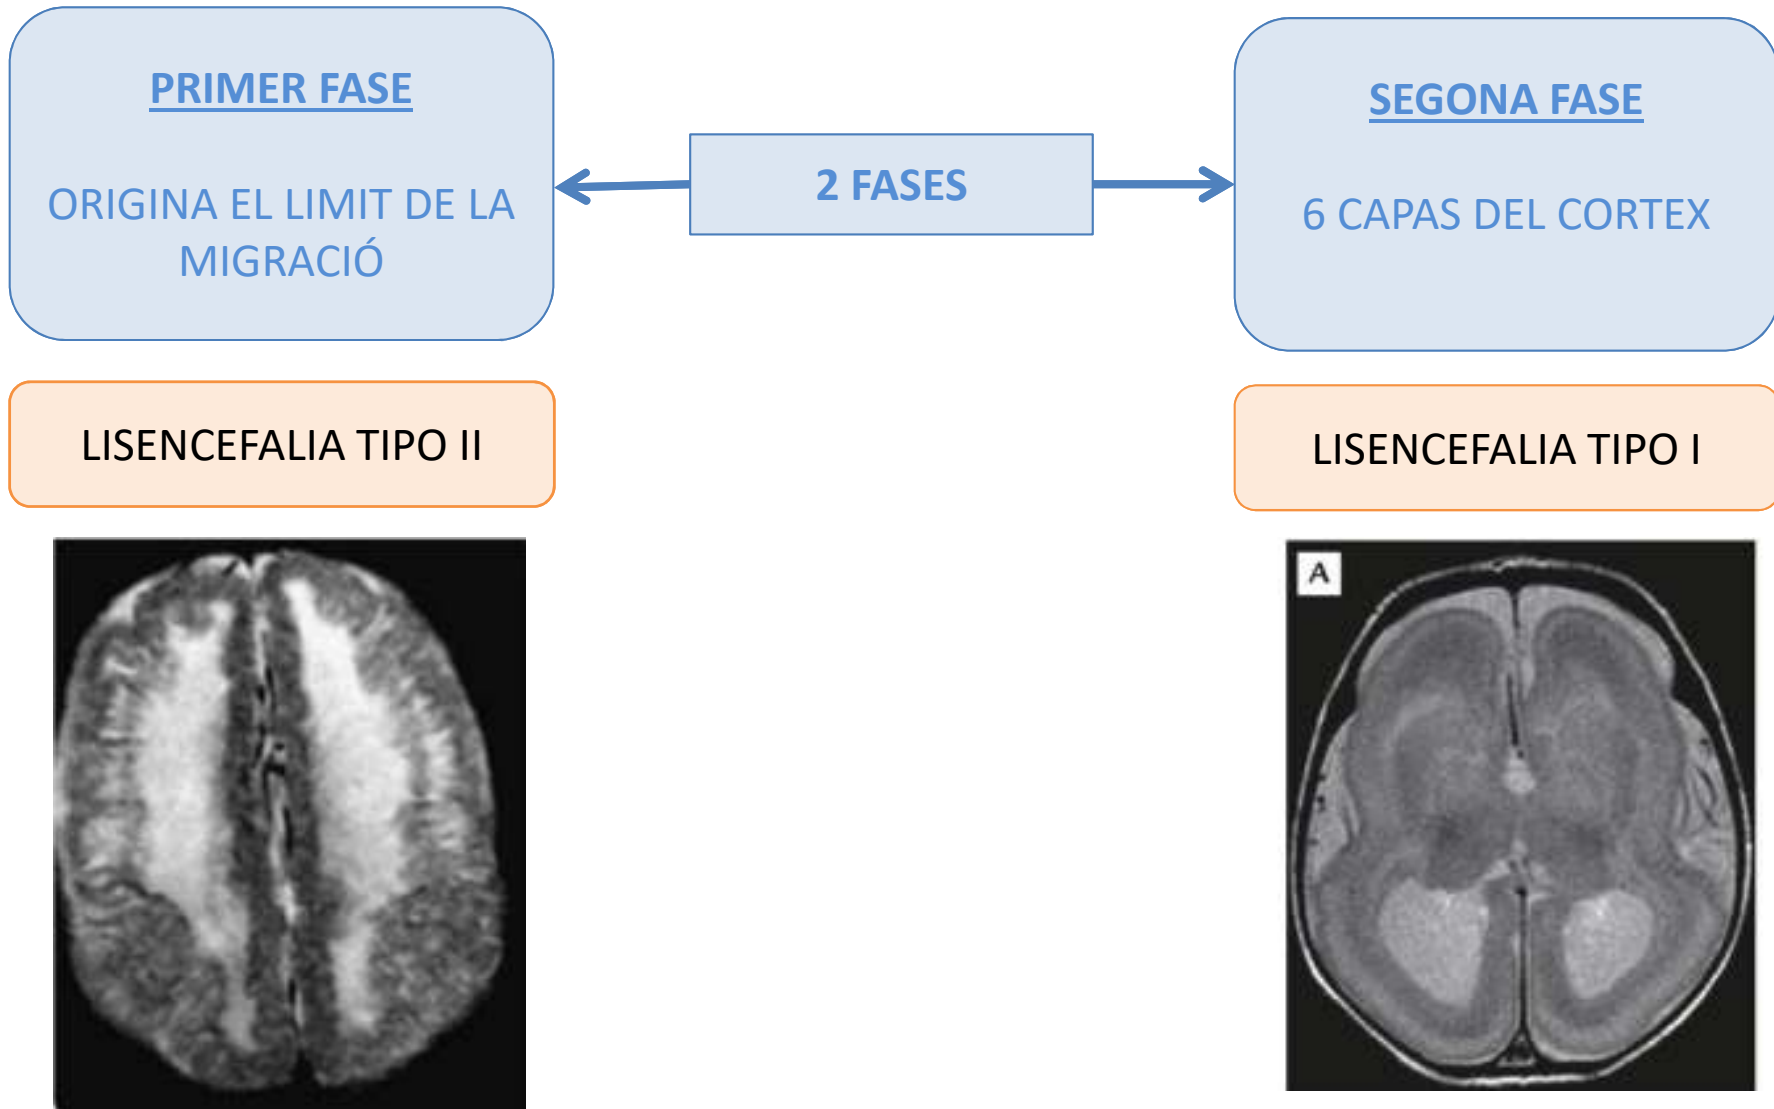 PRIMER FASE
ORIGINA EL LIMIT DE LA
MIGRACIÓ
2 FASES
SEGONA FASE
6 CAPAS DEL CORTEX
LISENCEFALIA TIPO II
LISENCEFALIA TIPO I
A